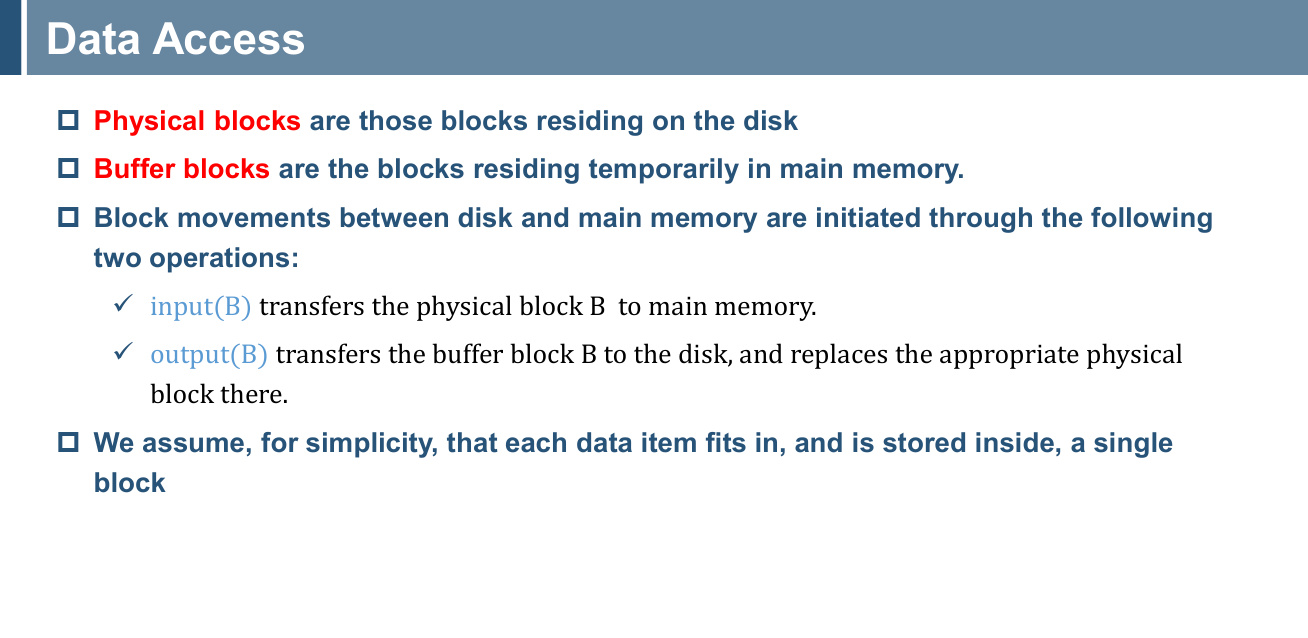 Data Access
Physical blocks are those blocks residing on the disk
Buffer blocks are the blocks residing temporarily in main memory.
Block movements between disk and main memory are initiated through the following
two operations:
input(B) transfers the physical block B  to main memory.
output(B) transfers the buffer block B to the disk, and replaces the appropriate physical
block there.
We assume, for simplicity, that each data item fits in, and is stored inside, a single
block